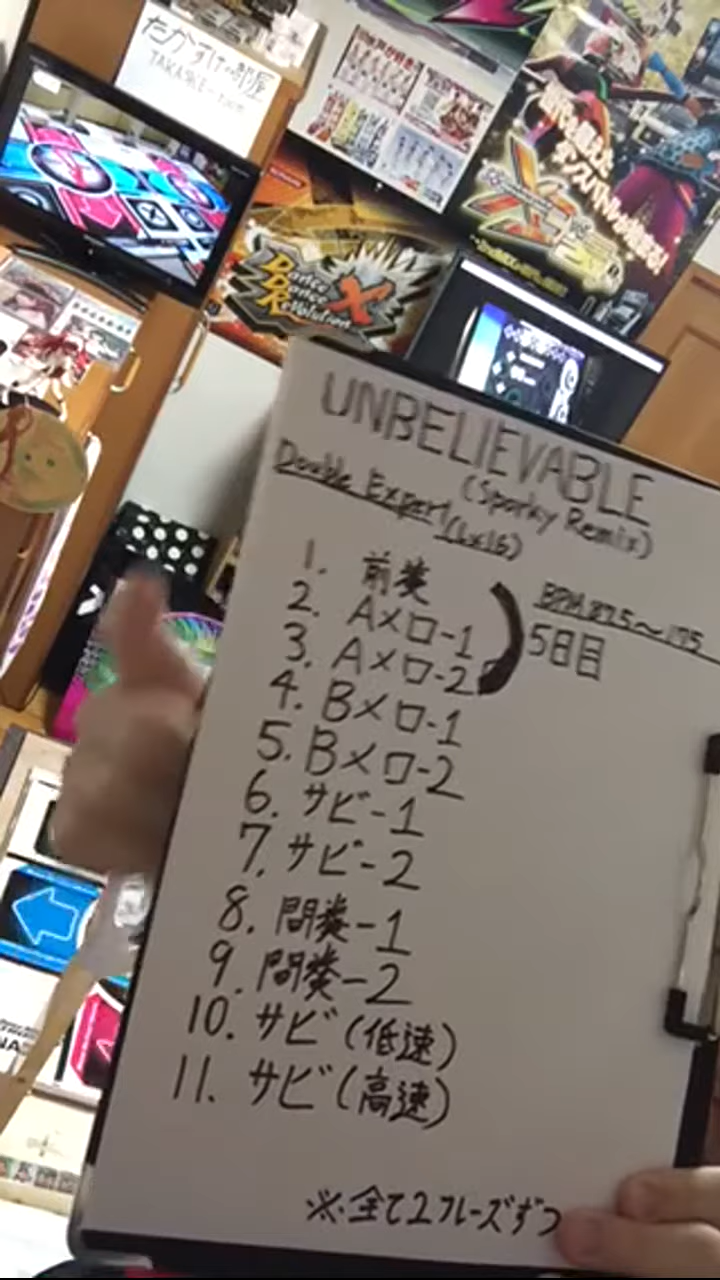 たかすけの部屋
TAKASKE-room
Dance
Dance
Revolution
X
UNBELIEVABLE
(Sparky Remix)
Double Expert (Lv.16)
BPM 87.5〜175
1. 前奏
2. Aメロ-1
3. Aメロ-2
5日目
4. Bメロ-1
5. Bメロ-2
6. サビ-1
7. サビ-2
8. 間奏-1
9. 間奏-2
10. サビ(低速)
11. サビ(高速)
※全て2フレーズずつ